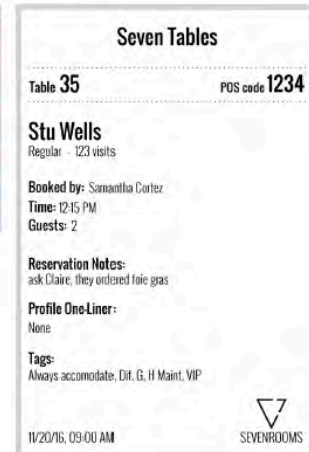 Seven Tables
Table 35 POS code 1234
Stu Wells
Regular - 123 visits
Booked by: Samantha Cortez
Time: 12:15 PM
Guests: 2
Reservation Notes:
ask Claire, they ordered foie gras
Profile One-Liner:
None
Tags:
Always accomodate, Dif. G, H Maint, VIP
11/20/16, 09:00 AM SEVENROOMS